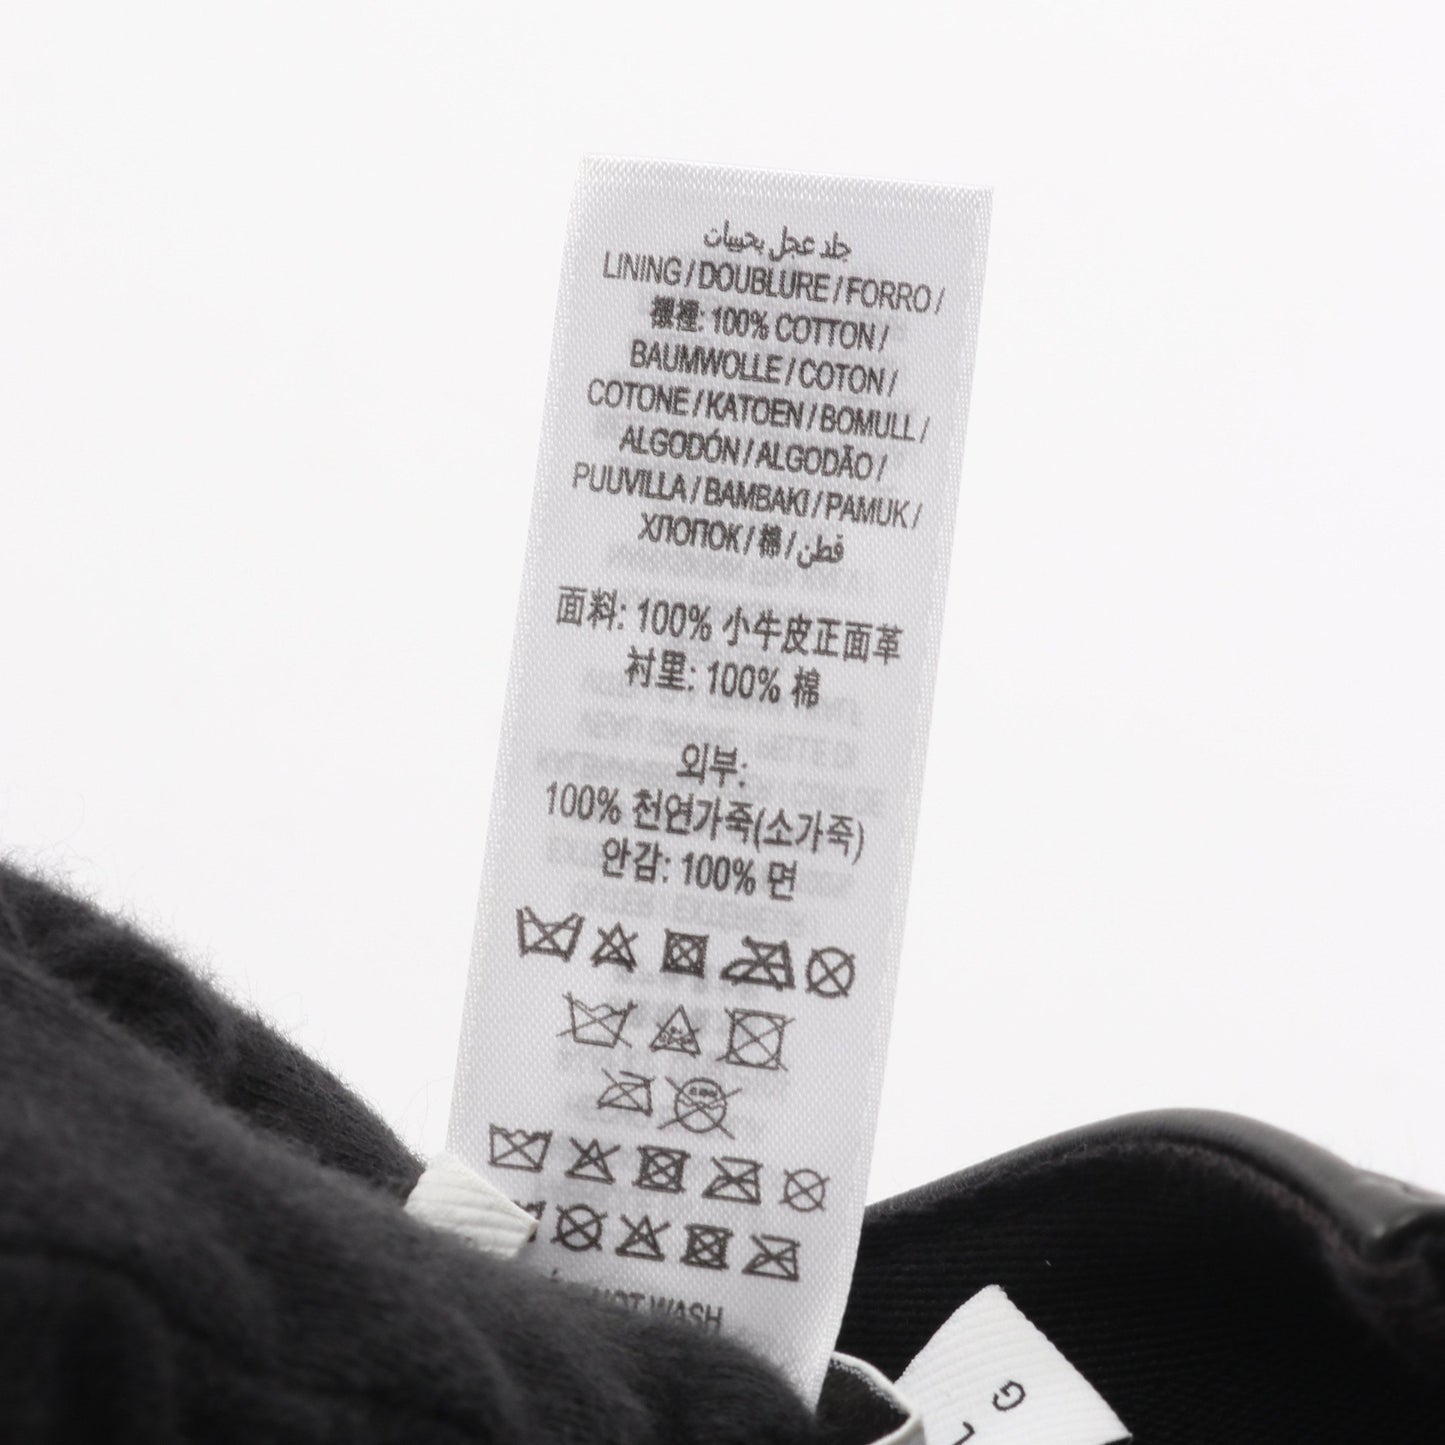 جلد عجل بحبيبات
LINING / DOUBLURE / FORRO /
襯裡: 100% COTTON /
BAUMWOLLE / COTON /
COTONE / KATOEN / BOMULL /
ALGODÓN / ALGODÃO /
PUUVILLA / BAMBAKI / PAMUK /
ХЛОПОК / 棉 / قطن
面料: 100% 小牛皮正面革
衬里: 100% 棉
외부:
100% 천연가죽(소가죽)
안감: 100% 면
NOT WASH
G
L